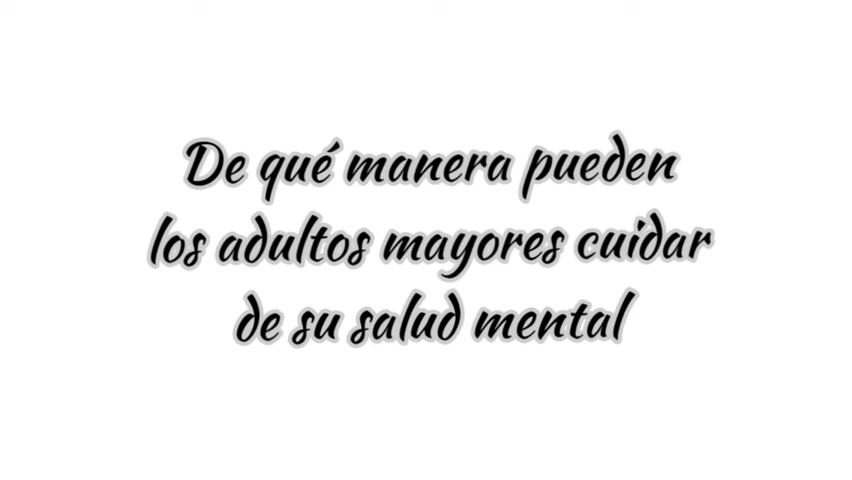 De qué manera pueden
los adultos mayores cuidar
de su salud mental